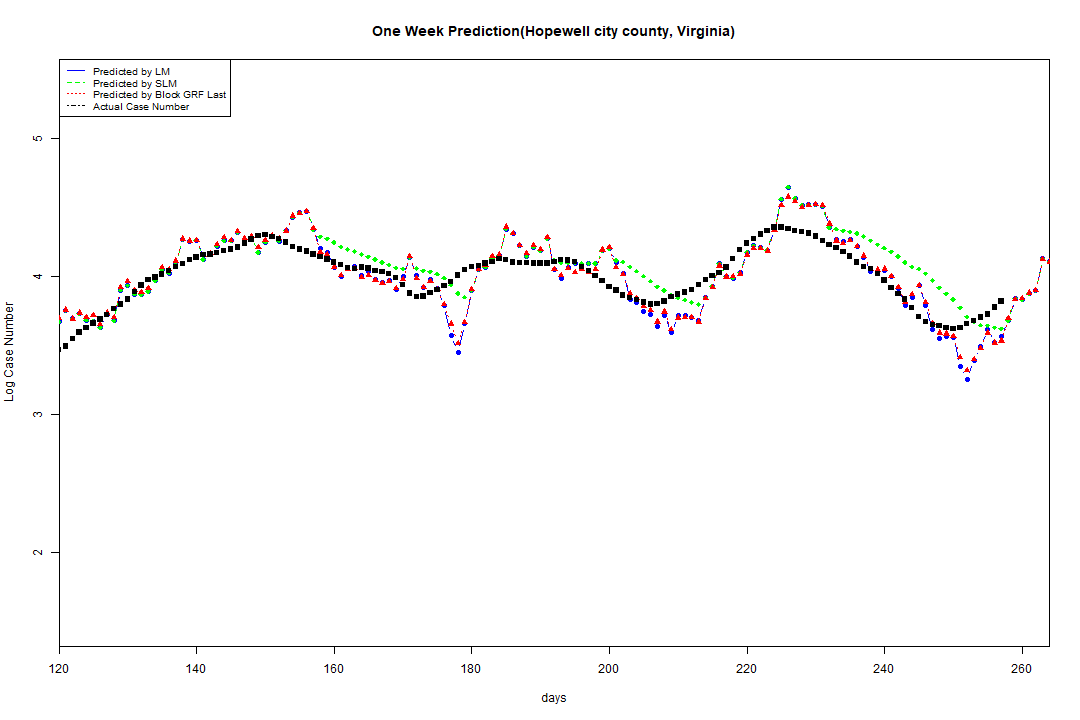 One Week Prediction(Hopewell city county, Virginia)
Predicted by LM
Predicted by SLM
Predicted by Block GRF Last
Actual Case Number
5
4
3
2
Log Case Number
120 140 160 180 200 220 240 260
days